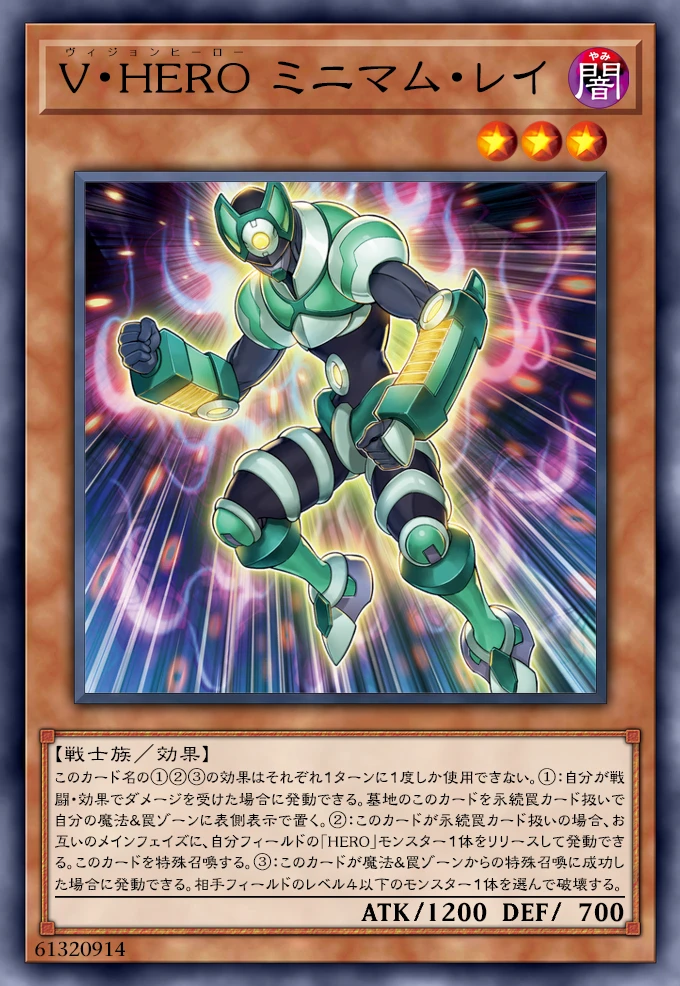 ヴィジョンヒーロー
V・HERO ミニマム・レイ
やみ
闇
【戦士族／効果】
このカード名の①②③の効果はそれぞれ1ターンに1度しか使用できない。①：自分が戦
闘・効果でダメージを受けた場合に発動できる。墓地のこのカードを永続罠カード扱いで
自分の魔法&罠ゾーンに表側表示で置く。②：このカードが永続罠カード扱いの場合、お
互いのメインフェイズに、自分フィールドの「HERO」モンスター1体をリリースして発動でき
る。このカードを特殊召喚する。③：このカードが魔法&罠ゾーンからの特殊召喚に成功し
た場合に発動できる。相手フィールドのレベル4以下のモンスター1体を選んで破壊する。
ATK/1200 DEF/ 700
61320914